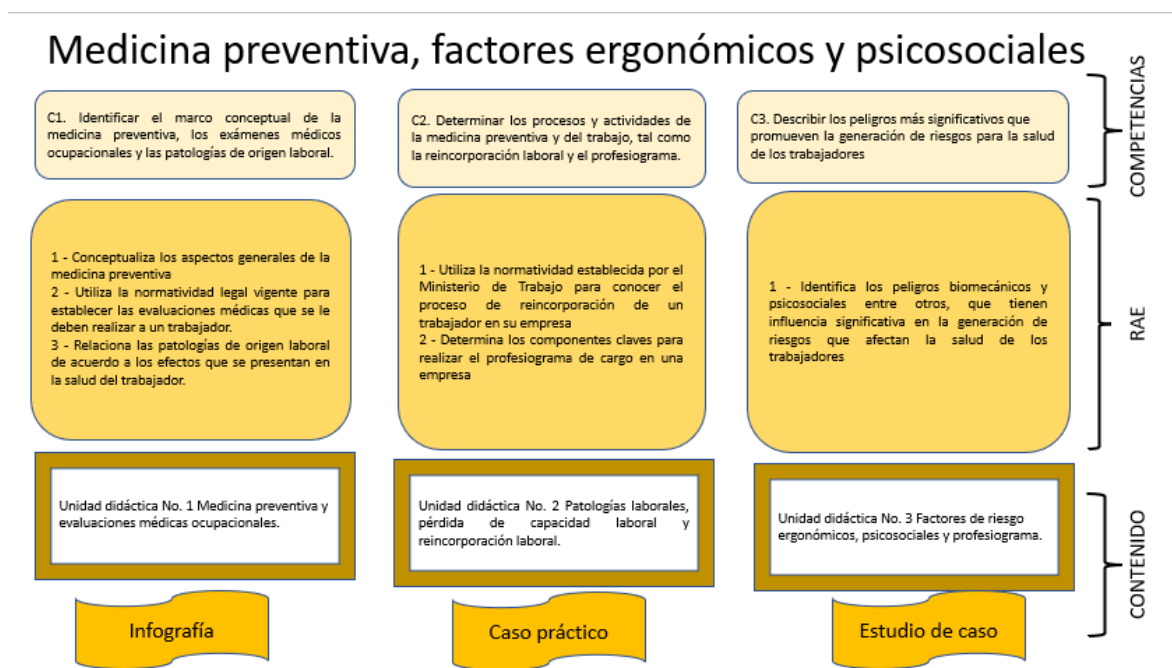 Medicina preventiva, factores ergonómicos y psicosociales
C1. Identificar el marco conceptual de la
medicina preventiva, los exámenes médicos
ocupacionales y las patologías de origen laboral.
C2. Determinar los procesos y actividades de
la medicina preventiva y del trabajo, tal como
la reincorporación laboral y el profesiograma.
C3. Describir los peligros más significativos que
promueven la generación de riesgos para la salud
de los trabajadores
COMPETENCIAS
1 - Conceptualiza los aspectos generales de la
medicina preventiva
2 - Utiliza la normatividad legal vigente para
establecer las evaluaciones médicas que se le
deben realizar a un trabajador.
3 - Relaciona las patologías de origen laboral
de acuerdo a los efectos que se presentan en
la salud del trabajador.
1 - Utiliza la normatividad establecida por el
Ministerio de Trabajo para conocer el
proceso de reincorporación de un
trabajador en su empresa
2 - Determina los componentes claves para
realizar el profesiograma de cargo en una
empresa
1 - Identifica los peligros biomecánicos y
psicosociales entre otros, que tienen
influencia significativa en la generación de
riesgos que afectan la salud de los
trabajadores
RAE
Unidad didáctica No. 1 Medicina preventiva y
evaluaciones médicas ocupacionales.
Unidad didáctica No. 2 Patologías laborales,
pérdida de capacidad laboral y
reincorporación laboral.
Unidad didáctica No. 3 Factores de riesgo
ergonómicos, psicosociales y profesiograma.
CONTENIDO
Infografía
Caso práctico
Estudio de caso